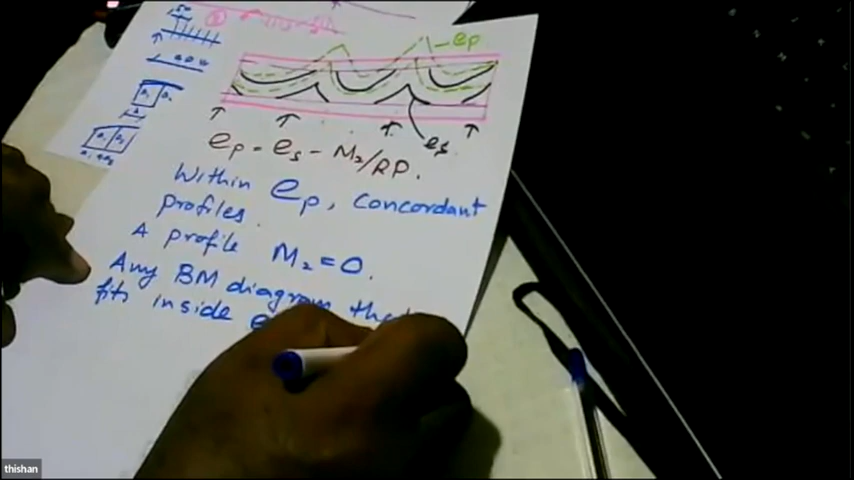 ep
es
ep = es - M2/RP.
Within ep, concordant
profiles.
A profile M2 = 0.
Any BM diagram
fits inside
thishan